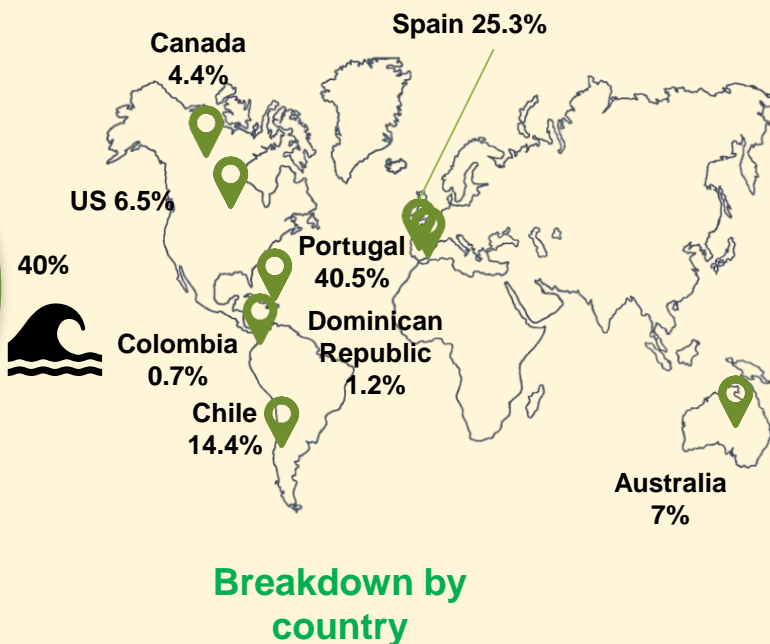 Spain 25.3%
Canada
4.4%
US 6.5%
40%
Portugal
40.5%
Colombia
0.7%
Dominican
Republic
1.2%
Chile
14.4%
Australia
7%
Breakdown by
country